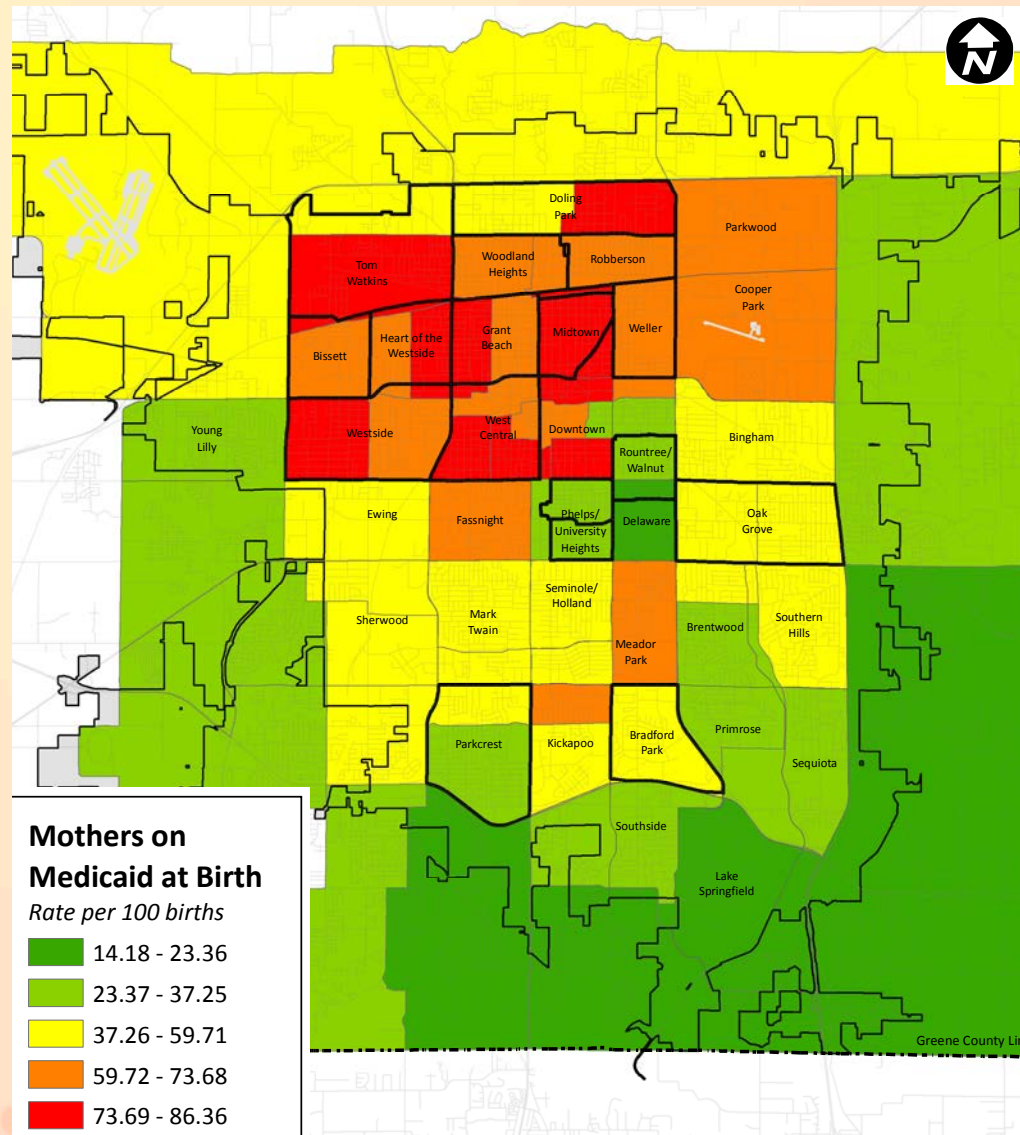 N
Doling
Park
Parkwood
Woodland
Heights
Robberson
Tom
Watkins
Cooper
Park
Grant
Beach
Midtown
Weller
Heart of the
Westside
Bissett
West
Central
Downtown
Westside
Bingham
Young
Lilly
Rountree/
Walnut
Ewing
Fassnight
Phelps/
University
Heights
Delaware
Oak
Grove
Seminole/
Holland
Sherwood
Mark
Twain
Brentwood
Southern
Hills
Meador
Park
Parkcrest
Kickapoo
Bradford
Park
Primrose
Sequiota
Southside
Lake
Springfield
Greene County Lin
Mothers on
Medicaid at Birth
Rate per 100 births
14.18 - 23.36
23.37 - 37.25
37.26 - 59.71
59.72 - 73.68
73.69 - 86.36